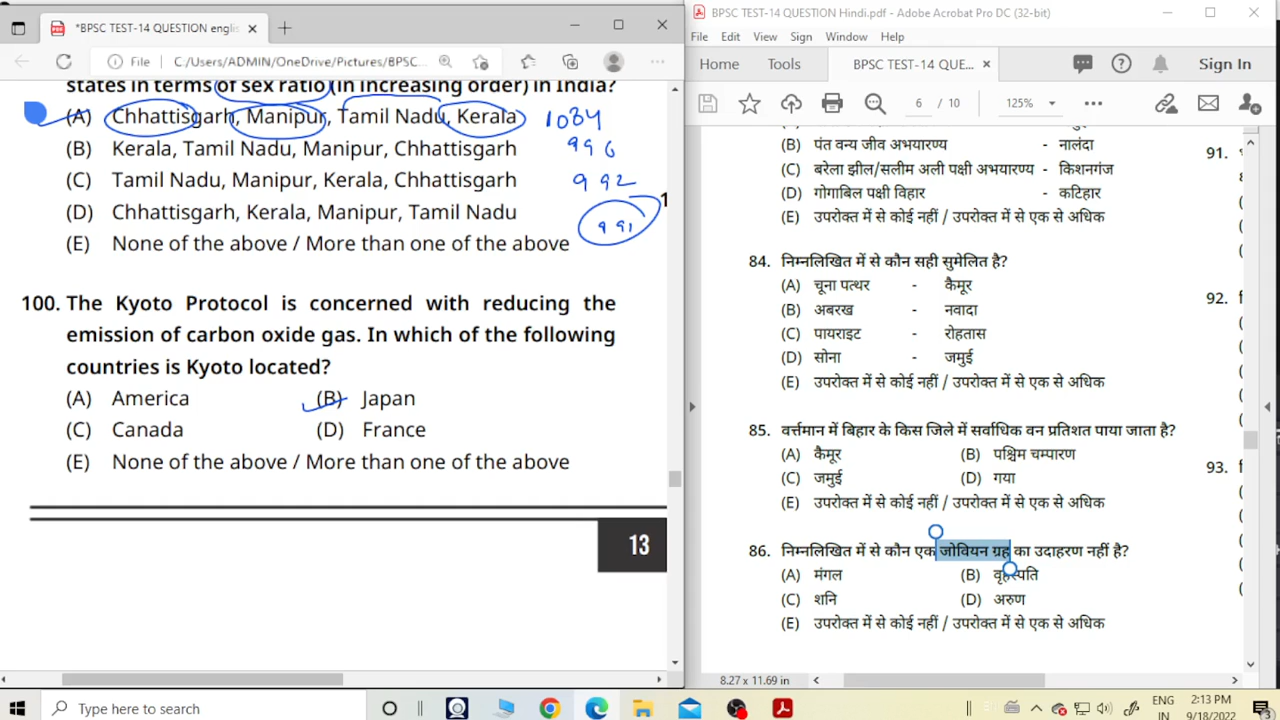 *BPSC TEST-14 QUESTION engli
File
C:/Users/ADMIN/OneDrive/Pictures/BPSC...
states in terms of sex ratio (in increasing order) in India?
(A) Chhattisgarh, Manipur, Tamil Nadu, Kerala 1084
(B) Kerala, Tamil Nadu, Manipur, Chhattisgarh 996
(C) Tamil Nadu, Manipur, Kerala, Chhattisgarh 992
(D) Chhattisgarh, Kerala, Manipur, Tamil Nadu 991
(E) None of the above / More than one of the above
100. The Kyoto Protocol is concerned with reducing the
emission of carbon oxide gas. In which of the following
countries is Kyoto located?
(A) America (B) Japan
(C) Canada (D) France
(E) None of the above / More than one of the above
13
BPSC TEST-14 QUESTION Hindi.pdf - Adobe Acrobat Pro DC (32-bit)
File Edit View Sign Window Help
Home Tools BPSC TEST-14 QUE... Sign In
6 / 10 125%
(B) पंत वन्य जीव अभयारण्य - नालंदा
(C) बरेला झील/सलीम अली पक्षी अभयारण्य - किशनगंज
(D) गोगाबिल पक्षी विहार - कटिहार
(E) उपरोक्त में से कोई नहीं / उपरोक्त में से एक से अधिक
84. निम्नलिखित में से कौन सही सुमेलित है?
(A) चूना पत्थर - कैमूर
(B) अबरख - नवादा
(C) पायराइट - रोहतास
(D) सोना - जमुई
(E) उपरोक्त में से कोई नहीं / उपरोक्त में से एक से अधिक
85. वर्त्तमान में बिहार के किस जिले में सर्वाधिक वन प्रतिशत पाया जाता है?
(A) कैमूर (B) पश्चिम चम्पारण
(C) जमुई (D) गया
(E) उपरोक्त में से कोई नहीं / उपरोक्त में से एक से अधिक
86. निम्नलिखित में से कौन एक जोवियन ग्रह का उदाहरण नहीं है?
(A) मंगल (B) वृहस्पति
(C) शनि (D) अरुण
(E) उपरोक्त में से कोई नहीं / उपरोक्त में से एक से अधिक
91.
92.
93.
8.27 x 11.69 in
Type here to search
ENG
IN
2:13 PM
9/18/2022